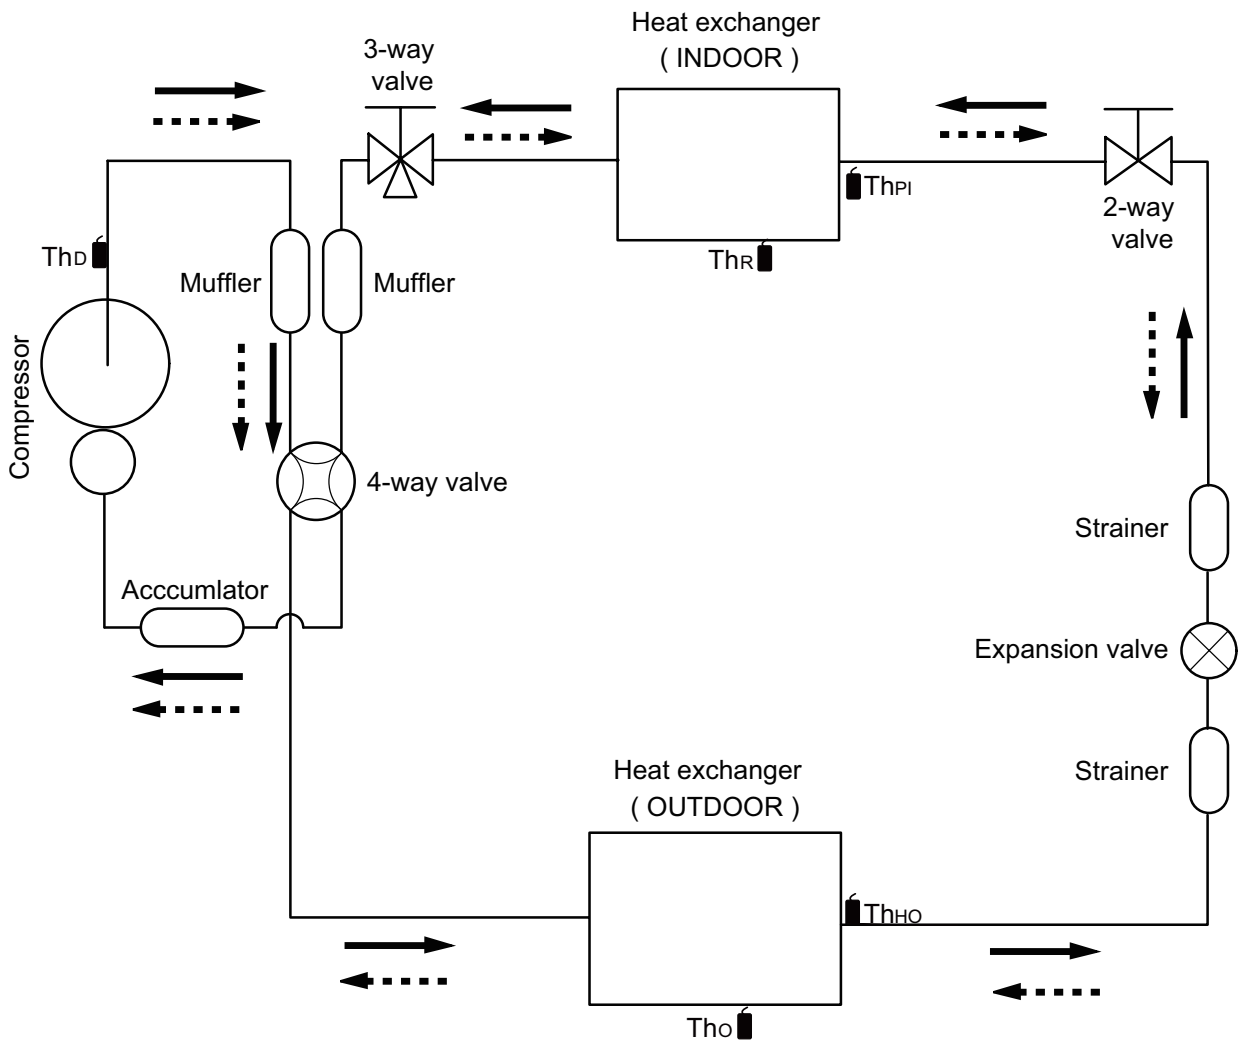 Heat exchanger
( INDOOR )
3-way
valve
ThPI
2-way
valve
ThD
ThR
Muffler
Muffler
Compressor
4-way valve
Strainer
Acccumlator
Expansion valve
Heat exchanger
( OUTDOOR )
Strainer
ThHO
ThO